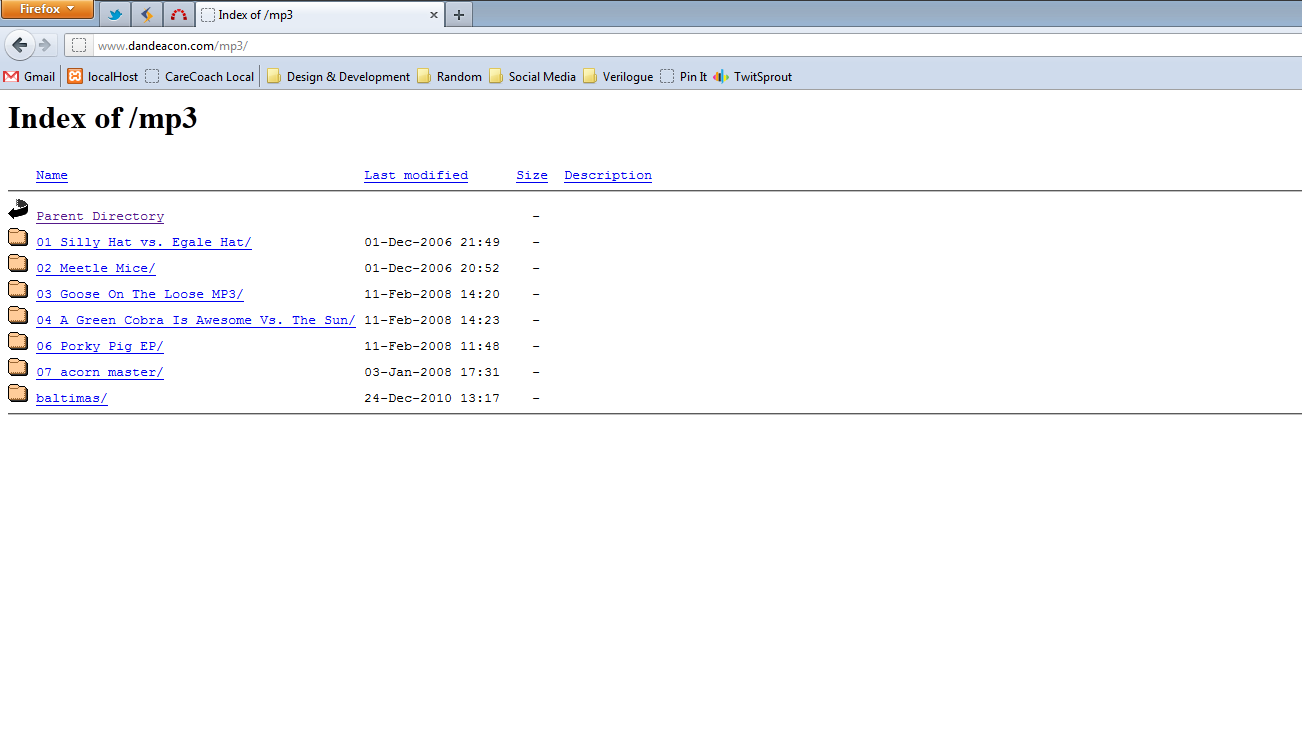 Firefox
Index of /mp3
www.dandeacon.com/mp3/
Gmail localHost CareCoach Local Design & Development Random Social Media Verilogue Pin It TwitSprout
Index of /mp3
Name Last modified Size Description
Parent Directory -
01 Silly Hat vs. Egale Hat/ 01-Dec-2006 21:49 -
02 Meetle Mice/ 01-Dec-2006 20:52 -
03 Goose On The Loose MP3/ 11-Feb-2008 14:20 -
04 A Green Cobra Is Awesome Vs. The Sun/ 11-Feb-2008 14:23 -
06 Porky Pig EP/ 11-Feb-2008 11:48 -
07 acorn master/ 03-Jan-2008 17:31 -
baltimas/ 24-Dec-2010 13:17 -